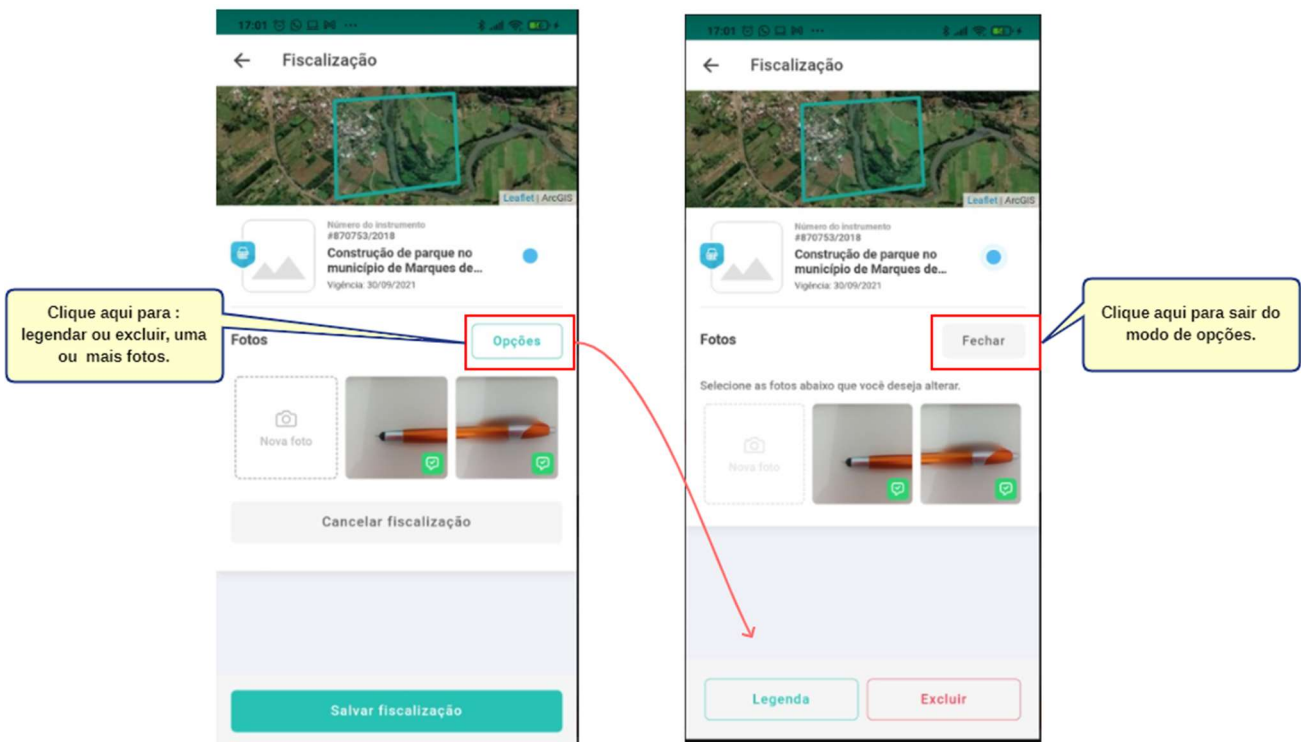 17:01
Fiscalização
Leaflet | ArcGIS
Número do instrumento
#870753/2018
Construção de parque no
município de Marques de...
Vigência: 30/09/2021
Clique aqui para :
legendar ou excluir, uma
ou mais fotos.
Fotos
Opções
Nova foto
Cancelar fiscalização
Salvar fiscalização
17:01
Fiscalização
Leaflet | ArcGIS
Número do instrumento
#870753/2018
Construção de parque no
município de Marques de...
Vigência: 30/09/2021
Clique aqui para sair do
modo de opções.
Fotos
Fechar
Selecione as fotos abaixo que você deseja alterar.
Nova foto
Legenda
Excluir